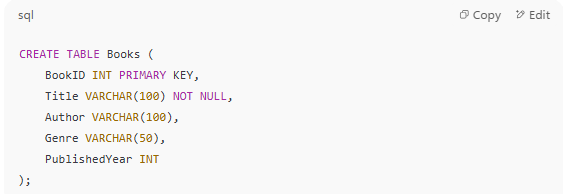 sql Copy Edit
CREATE TABLE Books (
    BookID INT PRIMARY KEY,
    Title VARCHAR(100) NOT NULL,
    Author VARCHAR(100),
    Genre VARCHAR(50),
    PublishedYear INT
);